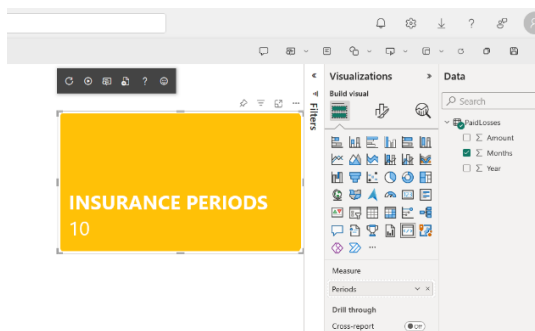 Visualizations
Data
Build visual
Search
Filters
PaidLosses
Amount
Months
Year
INSURANCE PERIODS
10
Measure
Periods
Drill through
Cross-report
Off